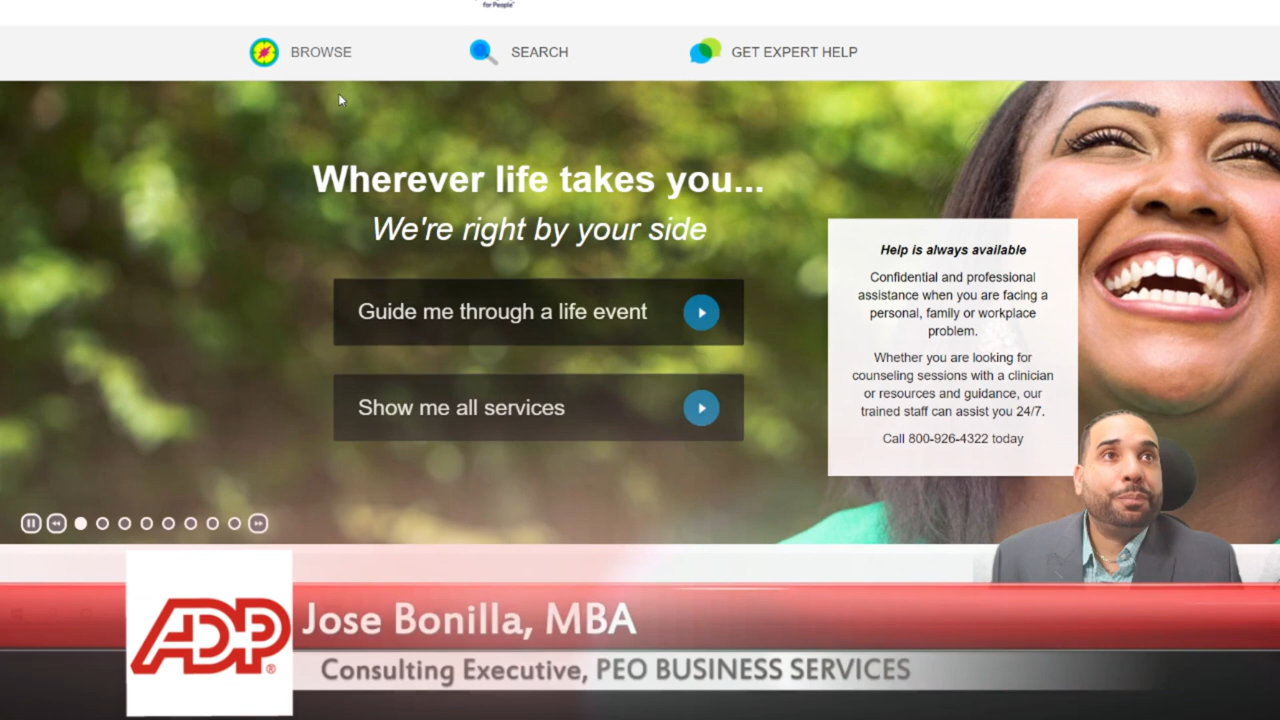 for People
BROWSE
SEARCH
GET EXPERT HELP
Wherever life takes you...
We're right by your side
Guide me through a life event
Show me all services
Help is always available
Confidential and professional
assistance when you are facing a
personal, family or workplace
problem.
Whether you are looking for
counseling sessions with a clinician
or resources and guidance, our
trained staff can assist you 24/7.
Call 800-926-4322 today
ADP®
Jose Bonilla, MBA
Consulting Executive, PEO BUSINESS SERVICES